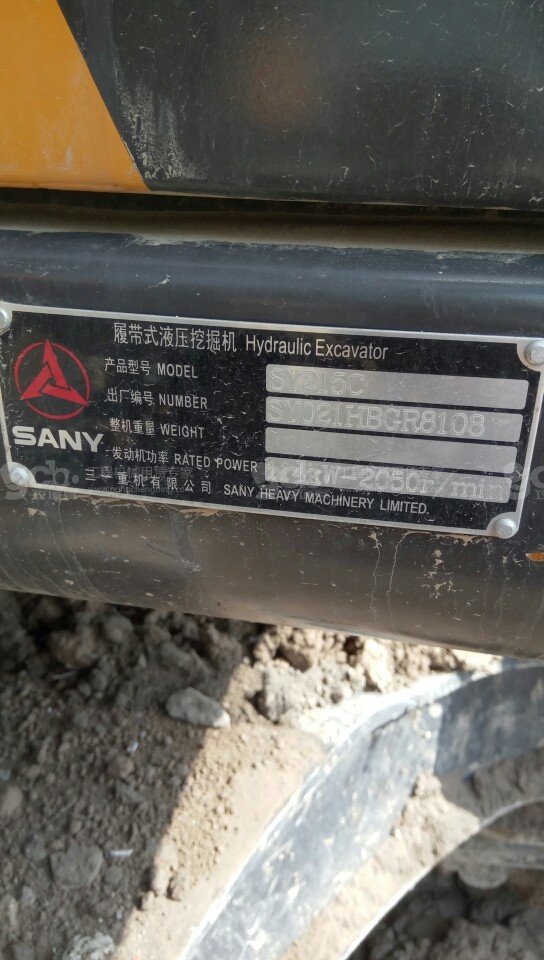 履带式液压挖掘机 Hydraulic Excavator
产品型号 MODEL SY215C
出厂编号 NUMBER SY021HBGR8108
整机重量 WEIGHT
发动机功率 RATED POWER kW-2050r/min
SANY
三一重机有限公司 SANY HEAVY MACHINERY LIMITED.